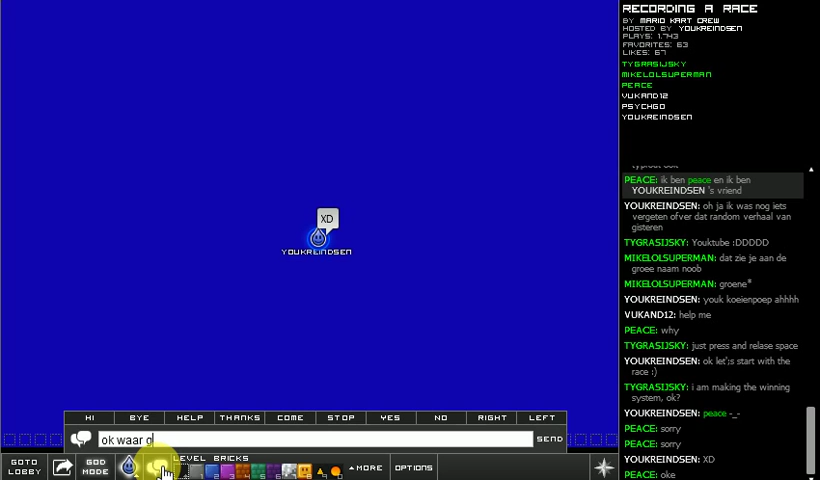 RECORDING A RACE
BY MARIO KART CREW
HOSTED BY YOUKREINDSEN
PLAYS: 1,743
FAVORITES: 63
LIKES: 67
TYGRASIJSKY
MIKELOLSUPERMAN
PEACE
VUKAND12
PSYCHGO
YOUKREINDSEN
PEACE: ik ben peace en ik ben
YOUKREINDSEN 's vriend
YOUKREINDSEN: oh ja ik was nog iets
vergeten ofver dat random verhaal van
gisteren
TYGRASIJSKY: Youktube :DDDDD
MIKELOLSUPERMAN: dat zie je aan de
groee naam noob
MIKELOLSUPERMAN: groene*
YOUKREINDSEN: youk koeienpoep ahhhh
VUKAND12: help me
PEACE: why
TYGRASIJSKY: just press and relase space
YOUKREINDSEN: ok let';s start with the
race :)
TYGRASIJSKY: i am making the winning
system, ok?
YOUKREINDSEN: peace -_-
PEACE: sorry
PEACE: sorry
YOUKREINDSEN: XD
PEACE: oke
XD
YOUKREINDSEN
HI BYE HELP THANKS COME STOP YES NO RIGHT LEFT
ok waar g SEND
LEVEL BRICKS
GOTO LOBBY GOD MODE MORE OPTIONS